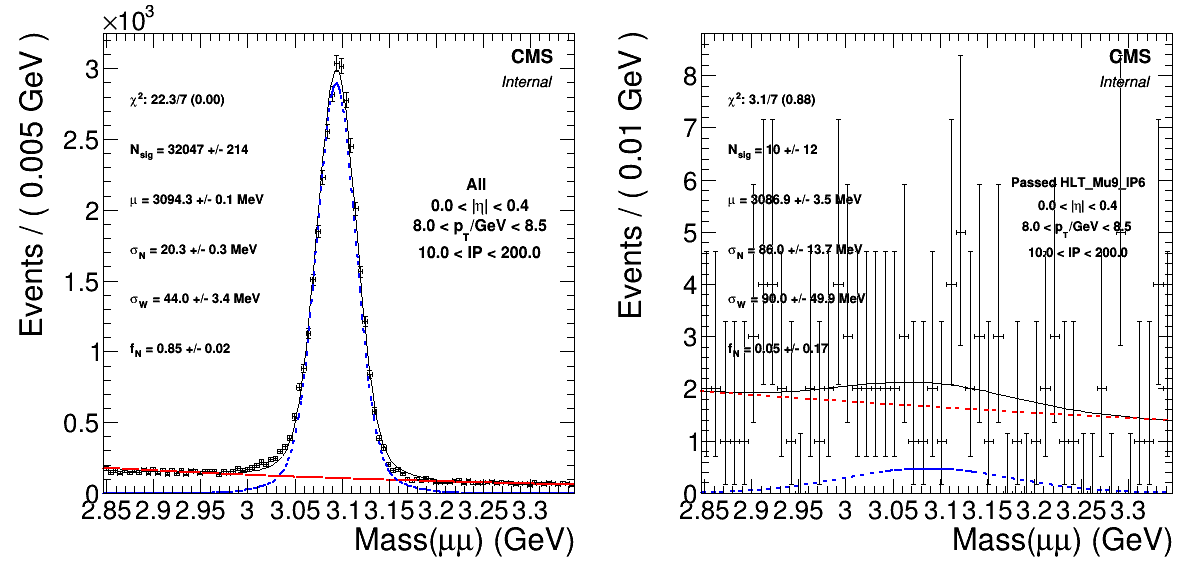 ×10³
Events / ( 0.005 GeV )
3
2.5
2
1.5
1
0.5
0
CMS
Internal
χ²: 22.3/7 (0.00)
N_sig = 32047 +/- 214
μ = 3094.3 +/- 0.1 MeV
σ_N = 20.3 +/- 0.3 MeV
σ_W = 44.0 +/- 3.4 MeV
f_N = 0.85 +/- 0.02
All
0.0 < |η| < 0.4
8.0 < p_T/GeV < 8.5
10.0 < IP < 200.0
2.85 2.9 2.95 3 3.05 3.1 3.15 3.2 3.25 3.3
Mass(μμ) (GeV)
Events / ( 0.01 GeV )
8
7
6
5
4
3
2
1
0
CMS
Internal
χ²: 3.1/7 (0.88)
N_sig = 10 +/- 12
μ = 3086.9 +/- 3.5 MeV
σ_N = 86.0 +/- 13.7 MeV
σ_W = 90.0 +/- 49.9 MeV
f_N = 0.05 +/- 0.17
Passed HLT_Mu9_IP6
0.0 < |η| < 0.4
8.0 < p_T/GeV < 8.5
10.0 < IP < 200.0
2.85 2.9 2.95 3 3.05 3.1 3.15 3.2 3.25 3.3
Mass(μμ) (GeV)